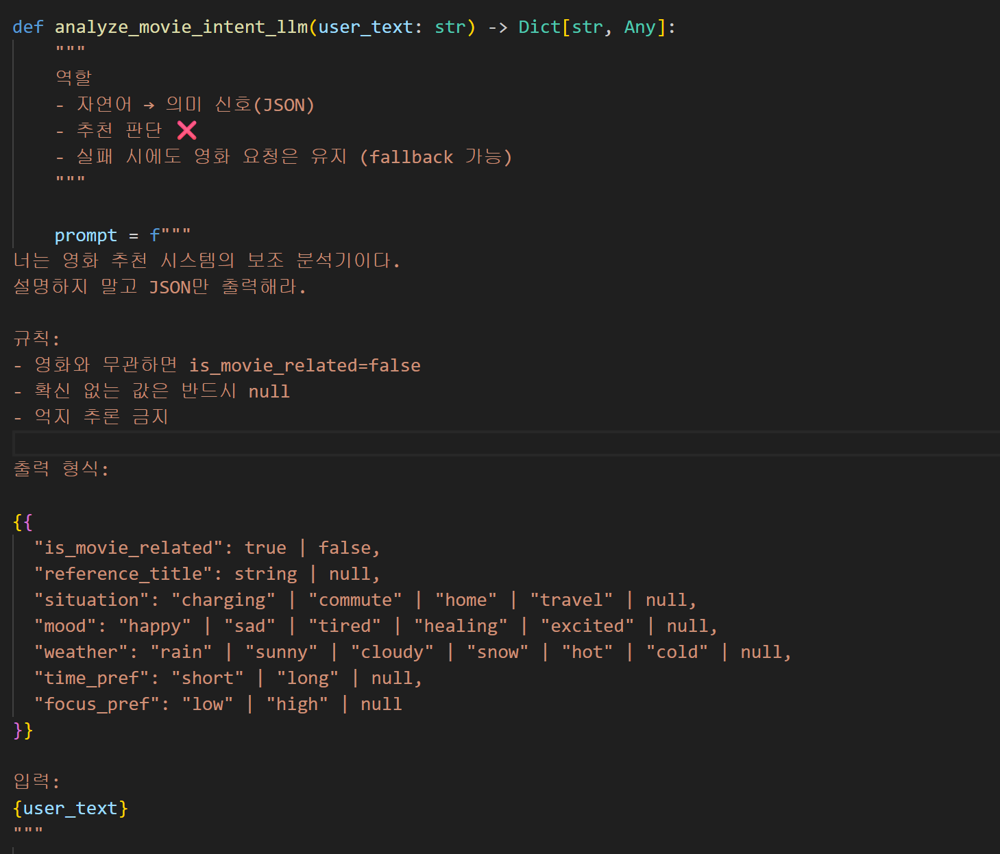 def analyze_movie_intent_llm(user_text: str) -> Dict[str, Any]:
"""
역할
- 자연어 → 의미 신호(JSON)
- 추천 판단 ❌
- 실패 시에도 영화 요청은 유지 (fallback 가능)
"""
prompt = f"""
너는 영화 추천 시스템의 보조 분석기이다.
설명하지 말고 JSON만 출력해라.
규칙:
- 영화와 무관하면 is_movie_related=false
- 확신 없는 값은 반드시 null
- 억지 추론 금지
출력 형식:
{{
"is_movie_related": true | false,
"reference_title": string | null,
"situation": "charging" | "commute" | "home" | "travel" | null,
"mood": "happy" | "sad" | "tired" | "healing" | "excited" | null,
"weather": "rain" | "sunny" | "cloudy" | "snow" | "hot" | "cold" | null,
"time_pref": "short" | "long" | null,
"focus_pref": "low" | "high" | null
}}
입력:
{user_text}
"""